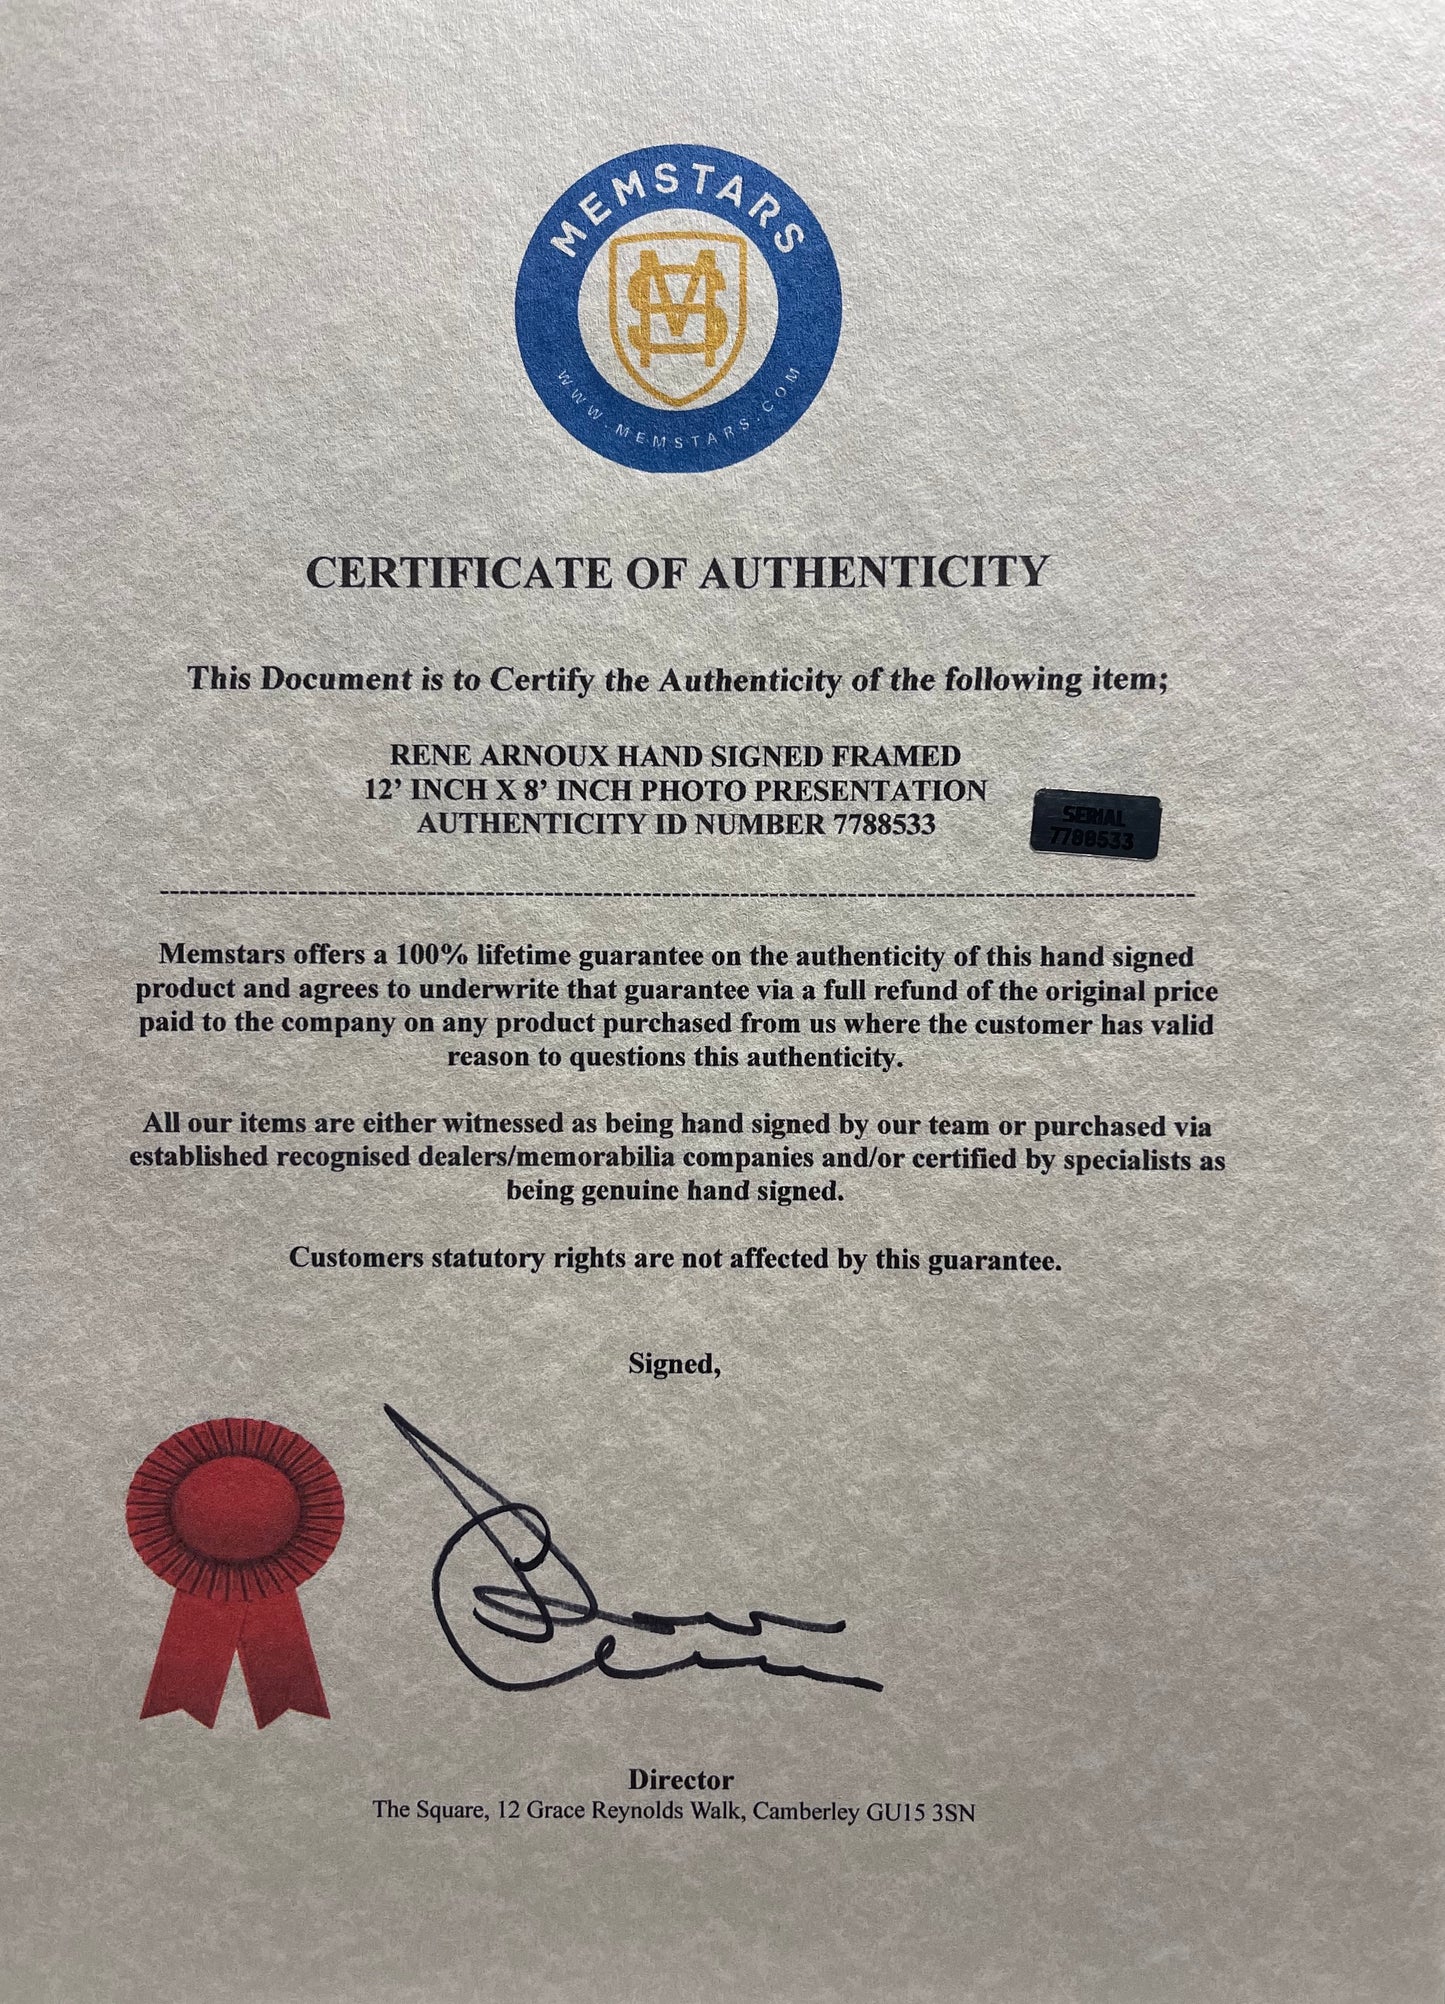 MEMSTARS
WWW.MEMSTARS.COM
CERTIFICATE OF AUTHENTICITY
This Document is to Certify the Authenticity of the following item;
RENE ARNOUX HAND SIGNED FRAMED
12’ INCH X 8’ INCH PHOTO PRESENTATION
AUTHENTICITY ID NUMBER 7788533
SERIAL
7788533
Memstars offers a 100% lifetime guarantee on the authenticity of this hand signed
product and agrees to underwrite that guarantee via a full refund of the original price
paid to the company on any product purchased from us where the customer has valid
reason to questions this authenticity.
All our items are either witnessed as being hand signed by our team or purchased via
established recognised dealers/memorabilia companies and/or certified by specialists as
being genuine hand signed.
Customers statutory rights are not affected by this guarantee.
Signed,
Director
The Square, 12 Grace Reynolds Walk, Camberley GU15 3SN